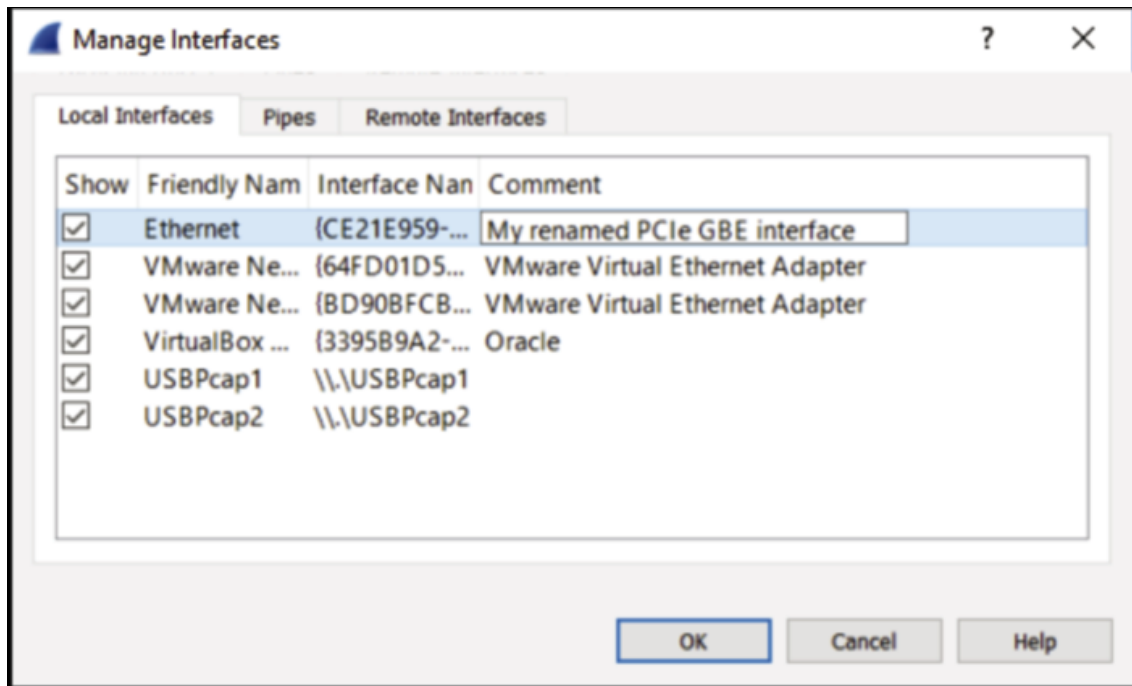 Manage Interfaces ?
Local Interfaces Pipes Remote Interfaces
Show Friendly Nam Interface Nan Comment
Ethernet {CE21E959-... My renamed PCIe GBE interface
VMware Ne... {64FD01D5... VMware Virtual Ethernet Adapter
VMware Ne... {BD90BFCB... VMware Virtual Ethernet Adapter
VirtualBox ... {3395B9A2-... Oracle
USBPcap1 \\.\USBPcap1
USBPcap2 \\.\USBPcap2
OK Cancel Help